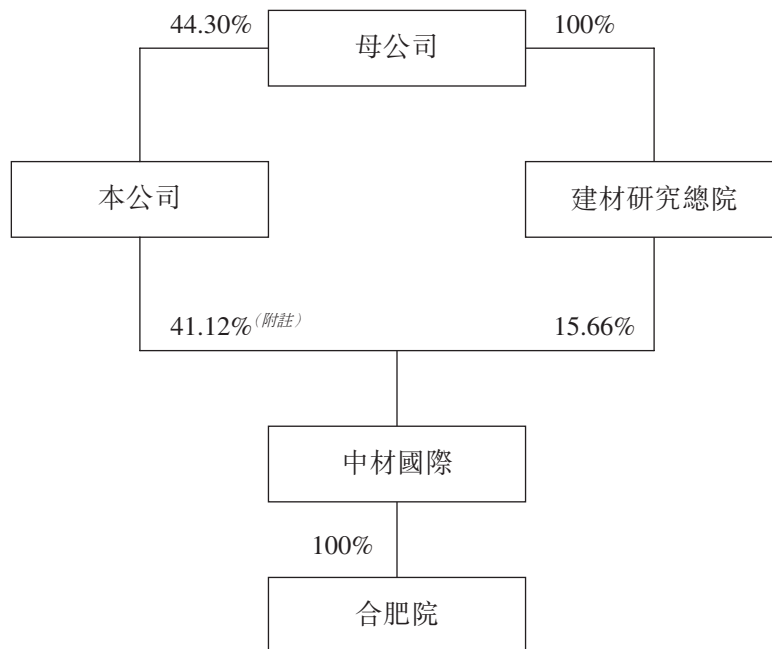 44.30%
母公司
100%
本公司
建材研究總院
41.12%(附註)
15.66%
中材國際
100%
合肥院